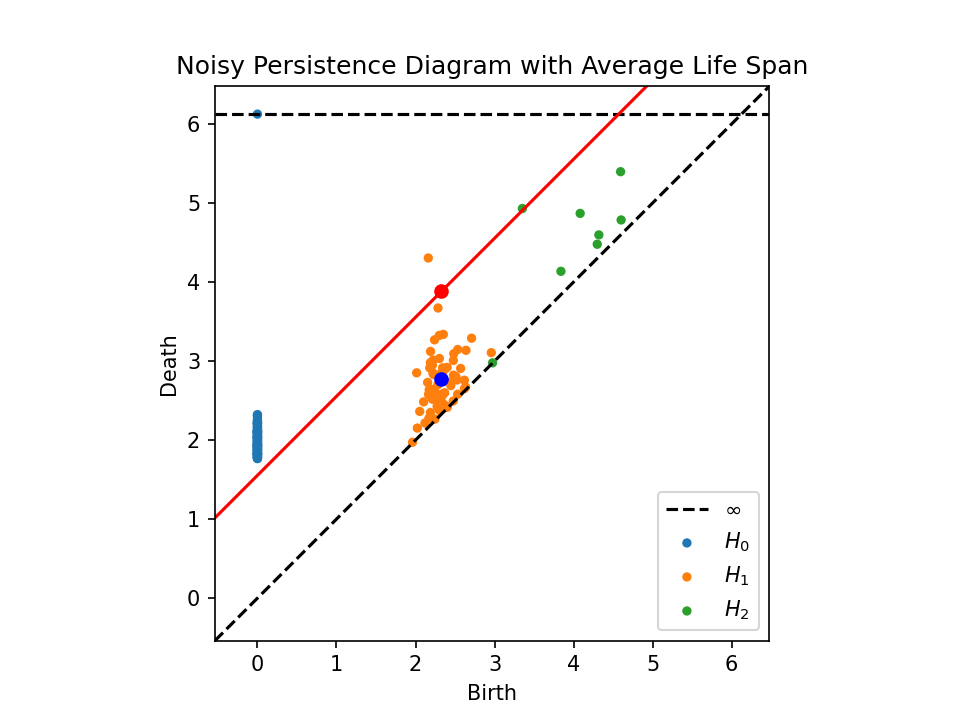 Noisy Persistence Diagram with Average Life Span
Death
6
5
4
3
2
1
0
∞
H₀
H₁
H₂
0 1 2 3 4 5 6
Birth